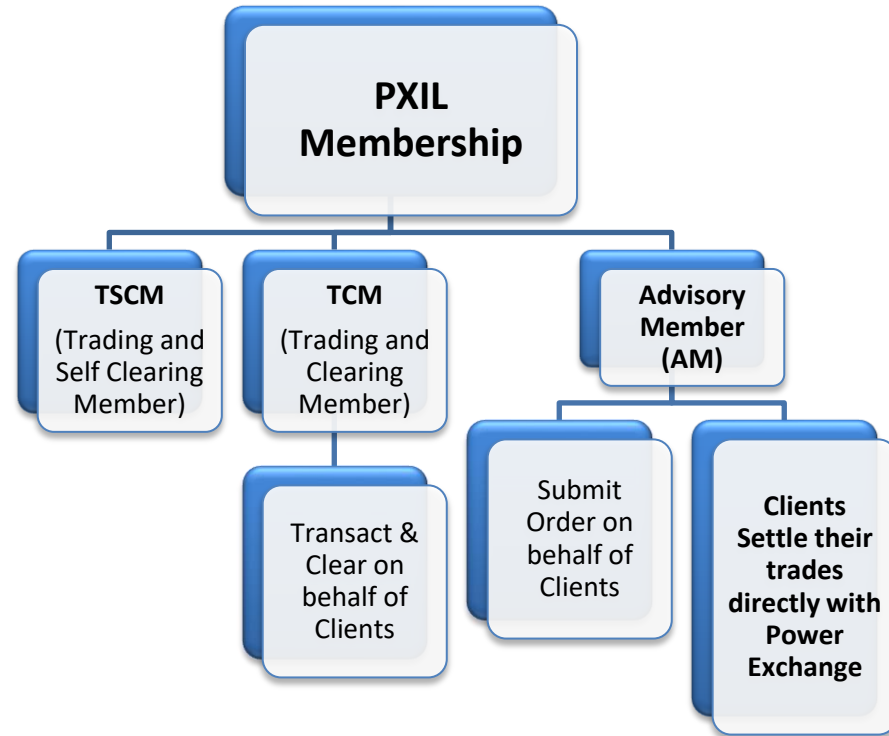 PXIL
Membership
TSCM
(Trading and
Self Clearing
Member)
TCM
(Trading and
Clearing
Member)
Advisory
Member
(AM)
Transact &
Clear on
behalf of
Clients
Submit
Order on
behalf of
Clients
Clients
Settle their
trades
directly with
Power
Exchange